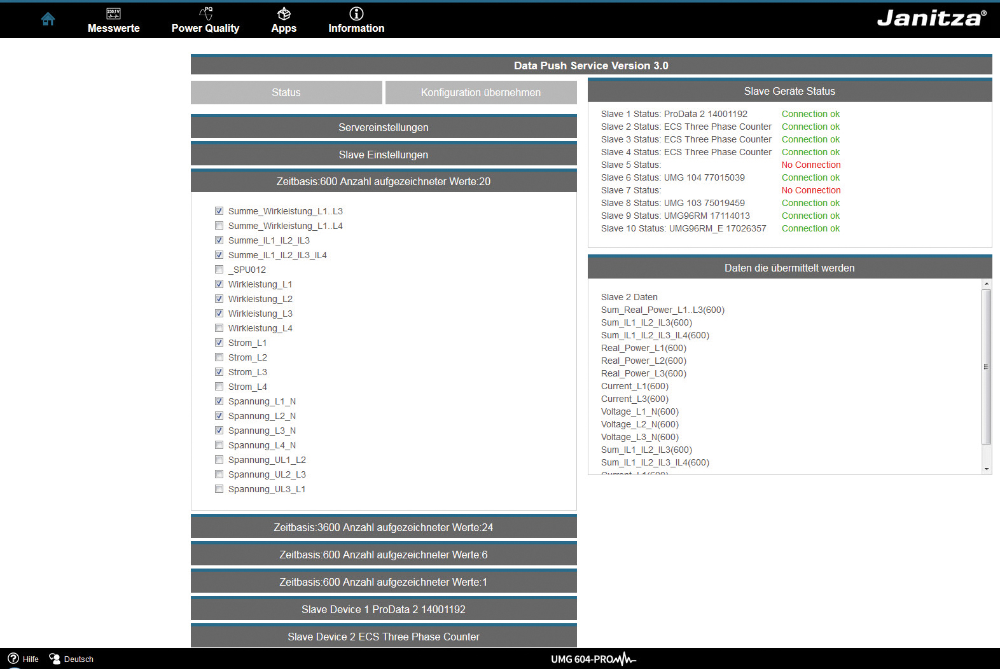 230,1V
PQ
Messwerte
Power Quality
Apps
Information
Janitza®
Data Push Service Version 3.0
Status
Konfiguration übernehmen
Servereinstellungen
Slave Einstellungen
Zeitbasis:600 Anzahl aufgezeichneter Werte:20
Summe_Wirkleistung_L1..L3
Summe_Wirkleistung_L1..L4
Summe_IL1_IL2_IL3
Summe_IL1_IL2_IL3_IL4
_SPU012
Wirkleistung_L1
Wirkleistung_L2
Wirkleistung_L3
Wirkleistung_L4
Strom_L1
Strom_L2
Strom_L3
Strom_L4
Spannung_L1_N
Spannung_L2_N
Spannung_L3_N
Spannung_L4_N
Spannung_UL1_L2
Spannung_UL2_L3
Spannung_UL3_L1
Zeitbasis:3600 Anzahl aufgezeichneter Werte:24
Zeitbasis:600 Anzahl aufgezeichneter Werte:6
Zeitbasis:600 Anzahl aufgezeichneter Werte:1
Slave Device 1 ProData 2 14001192
Slave Device 2 ECS Three Phase Counter
Slave Geräte Status
Slave 1 Status: ProData 2 14001192 Connection ok
Slave 2 Status: ECS Three Phase Counter Connection ok
Slave 3 Status: ECS Three Phase Counter Connection ok
Slave 4 Status: ECS Three Phase Counter Connection ok
Slave 5 Status: No Connection
Slave 6 Status: UMG 104 77015039 Connection ok
Slave 7 Status: No Connection
Slave 8 Status: UMG 103 75019459 Connection ok
Slave 9 Status: UMG96RM 17114013 Connection ok
Slave 10 Status: UMG96RM_E 17026357 Connection ok
Daten die übermittelt werden
Slave 2 Daten
Sum_Real_Power_L1..L3(600)
Sum_IL1_IL2_IL3(600)
Sum_IL1_IL2_IL3_IL4(600)
Real_Power_L1(600)
Real_Power_L2(600)
Real_Power_L3(600)
Current_L1(600)
Current_L3(600)
Voltage_L1_N(600)
Voltage_L2_N(600)
Voltage_L3_N(600)
Sum_IL1_IL2_IL3(600)
Sum_IL1_IL2_IL3_IL4(600)
Current_L1(600)
Hilfe
Deutsch
UMG 604-PRO